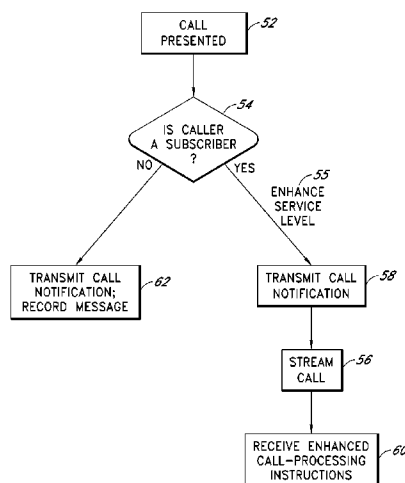 CALL
PRESENTED
52
54
IS CALLER
A SUBSCRIBER
?
NO
YES
55
ENHANCE
SERVICE
LEVEL
TRANSMIT CALL
NOTIFICATION;
RECORD MESSAGE
62
TRANSMIT CALL
NOTIFICATION
58
STREAM
CALL
56
RECEIVE ENHANCED
CALL-PROCESSING
INSTRUCTIONS
60